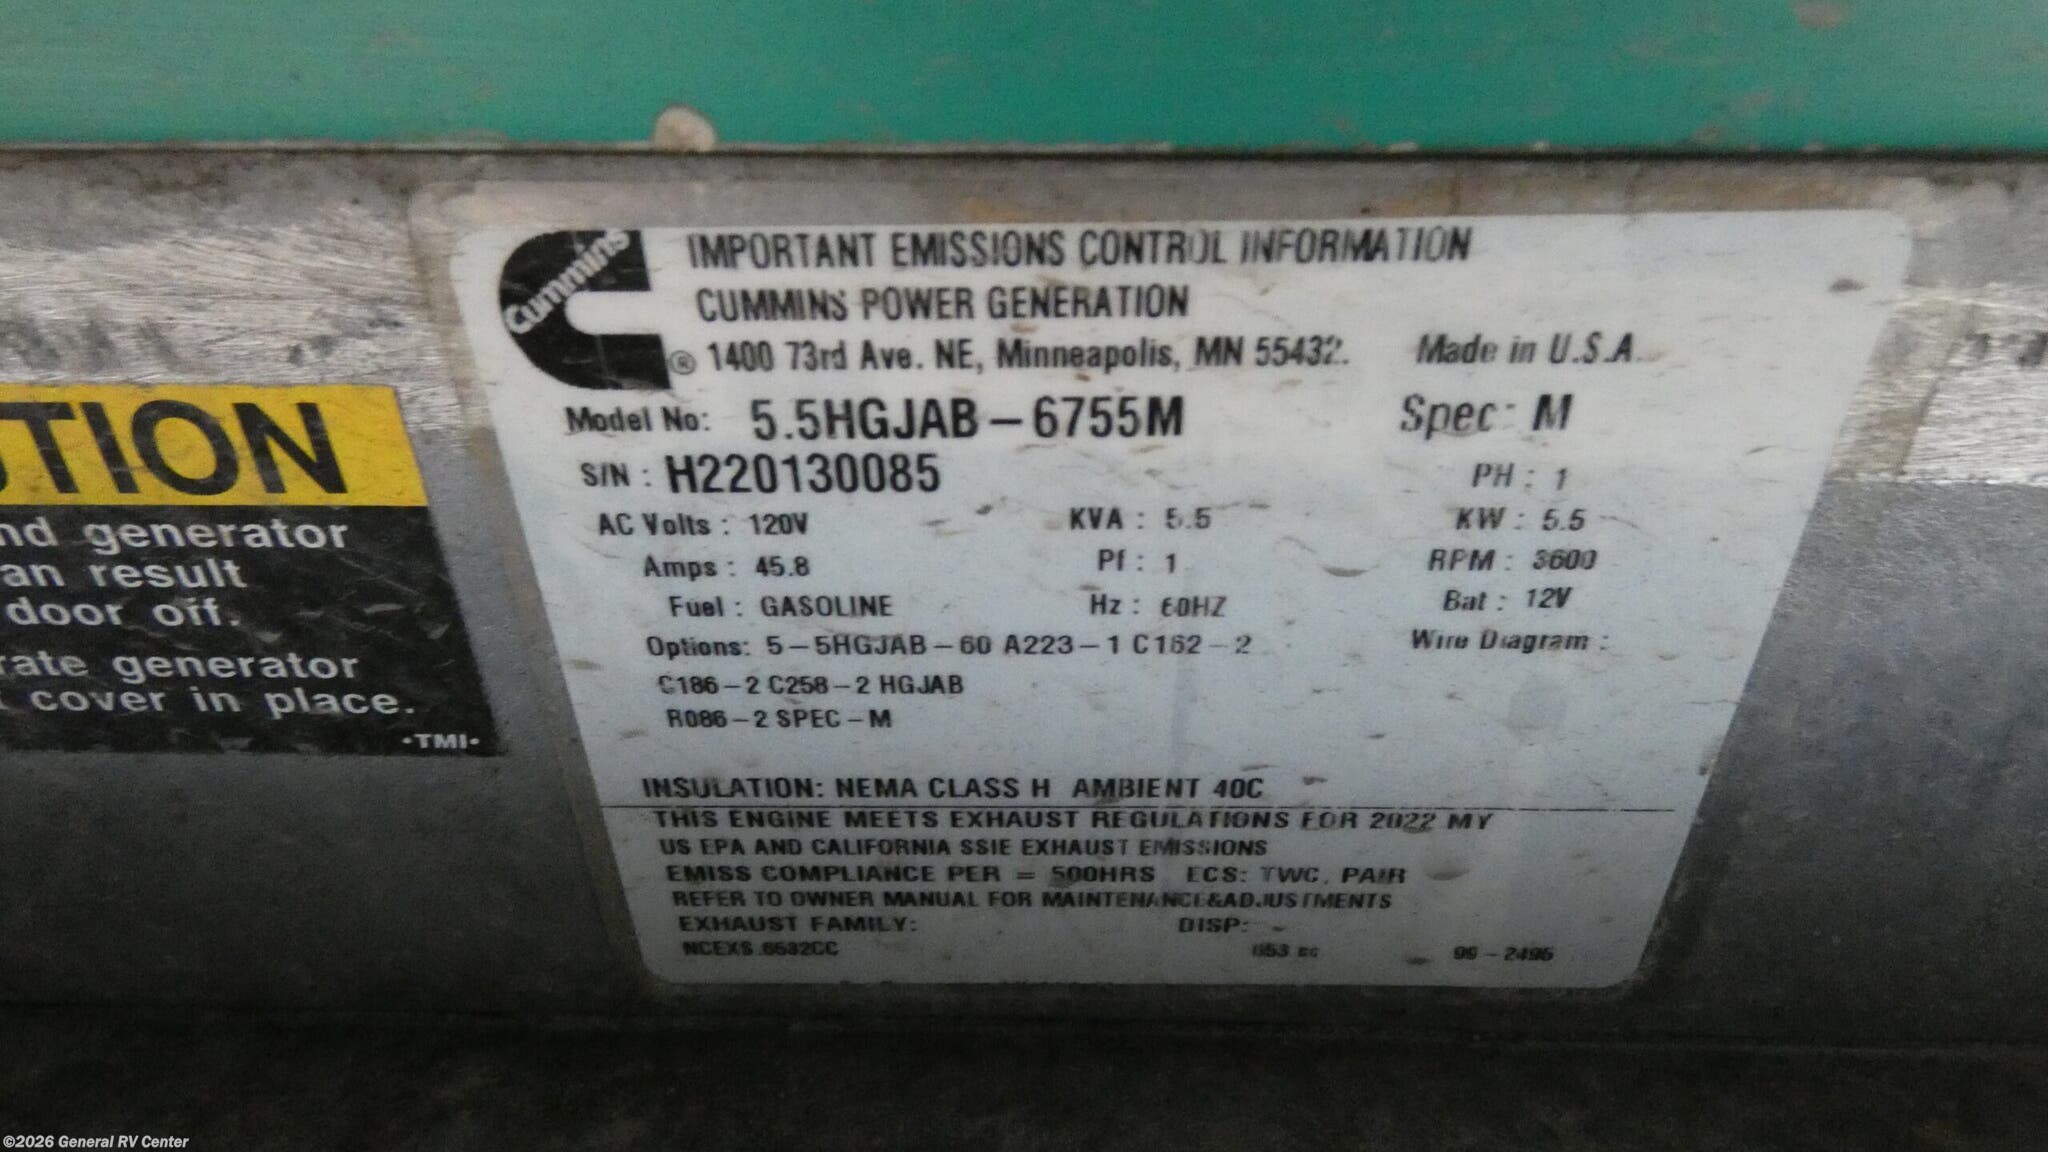 UTION
nd generator
an result
door off.
rate generator
t cover in place.
•TMI•
Cummins
IMPORTANT EMISSIONS CONTROL INFORMATION
CUMMINS POWER GENERATION
® 1400 73rd Ave. NE, Minneapolis, MN 55432. Made in U.S.A.
Model No: 5.5HGJAB-6755M Spec: M
S/N : H220130085 PH : 1
AC Volts : 120V KVA : 5.5 KW : 5.5
Amps : 45.8 Pf : 1 RPM : 3600
Fuel : GASOLINE Hz : 60HZ Bat : 12V
Options: 5-5HGJAB-60 A223-1 C162-2 Wire Diagram :
C186-2 C258-2 HGJAB
R086-2 SPEC-M
INSULATION: NEMA CLASS H AMBIENT 40C
THIS ENGINE MEETS EXHAUST REGULATIONS FOR 2022 MY
US EPA AND CALIFORNIA SSIE EXHAUST EMISSIONS
EMISS COMPLIANCE PER = 500HRS ECS: TWC, PAIR
REFER TO OWNER MANUAL FOR MAINTENANCE&ADJUSTMENTS
EXHAUST FAMILY: DISP:
cc 99-2495
©2026 General RV Center